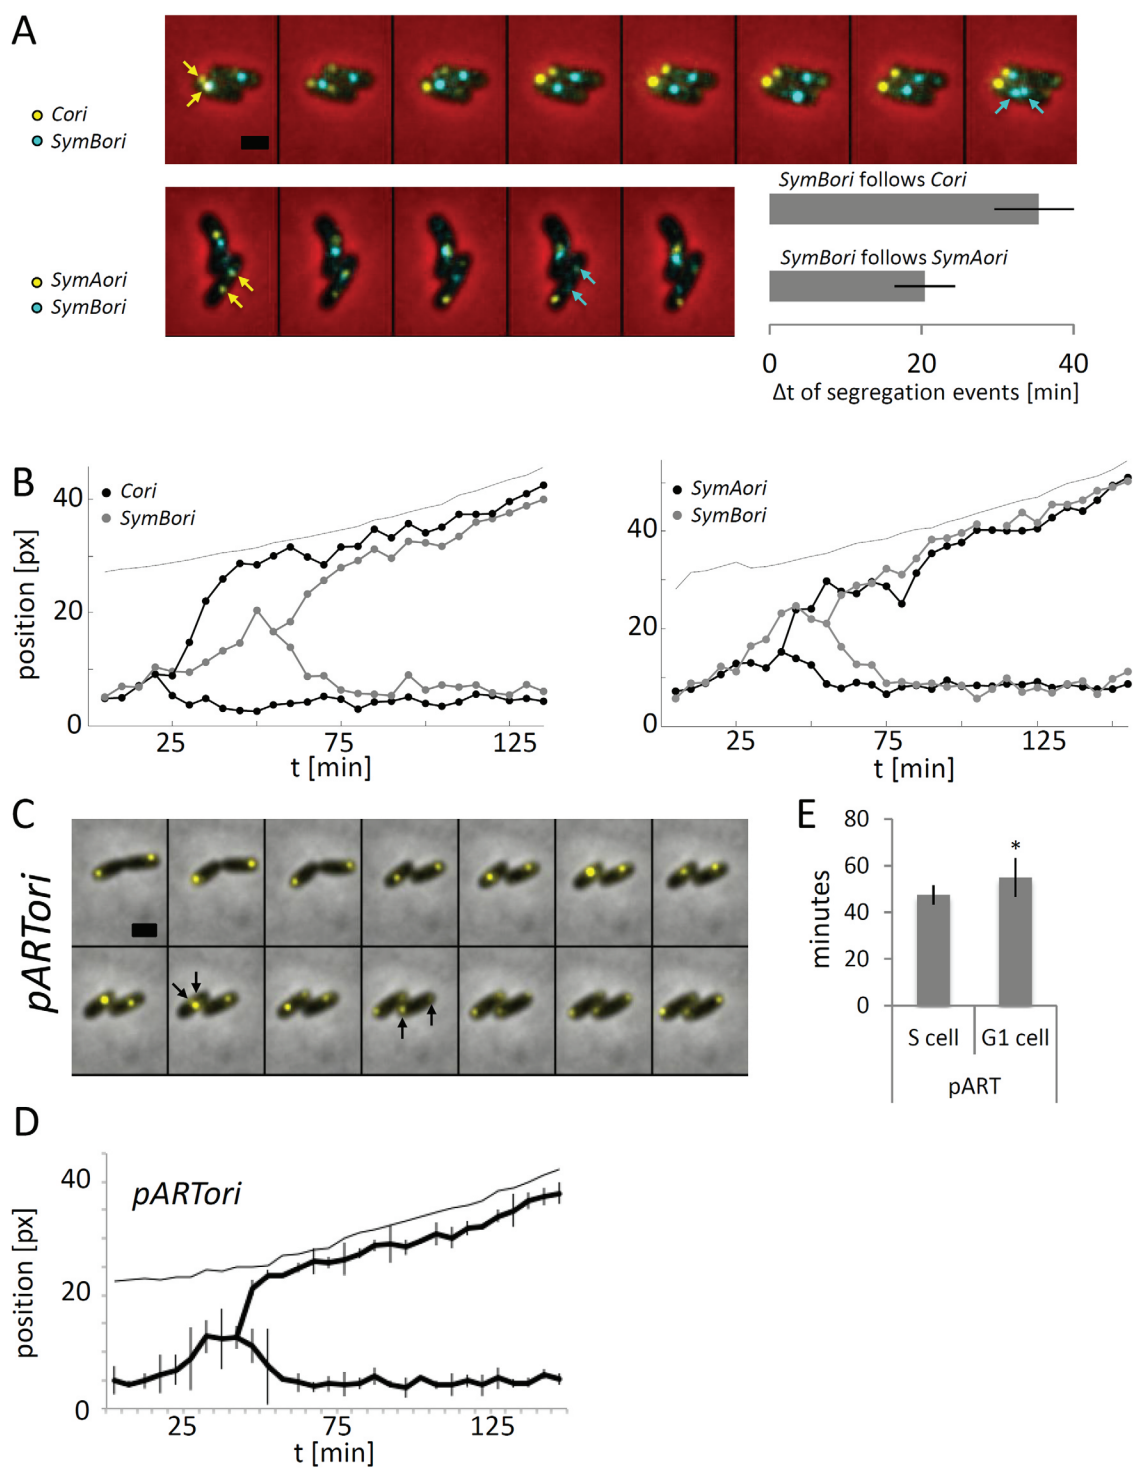 A
Cori
SymBori
SymAori
SymBori
SymBori follows Cori
SymBori follows SymAori
0 20 40
Δt of segregation events [min]
B
position [px]
40
20
0
Cori
SymBori
25 75 125
t [min]
40
20
0
SymAori
SymBori
25 75 125
t [min]
C
pARTori
E
minutes
80
60
40
20
0
*
S cell G1 cell
pART
D
position [px]
40
20
0
pARTori
25 75 125
t [min]